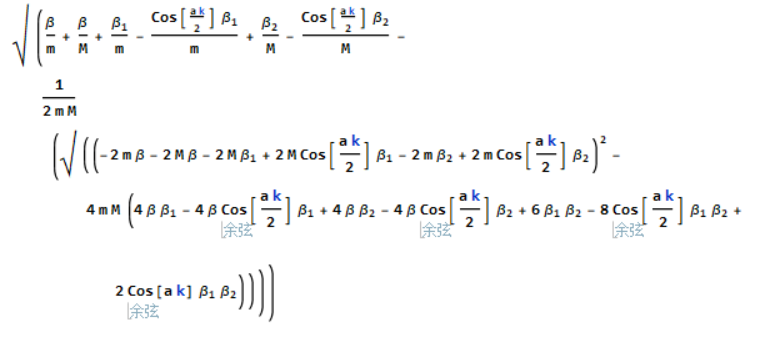 √(β/m + β/M + β₁/m - Cos[a k/2] β₁/m + β₂/M - Cos[a k/2] β₂/M -
1/(2 m M)
(√((-2 m β - 2 M β - 2 M β₁ + 2 M Cos[a k/2] β₁ - 2 m β₂ + 2 m Cos[a k/2] β₂)² -
4 m M (4 β β₁ - 4 β Cos[a k/2] β₁ + 4 β β₂ - 4 β Cos[a k/2] β₂ + 6 β₁ β₂ - 8 Cos[a k/2] β₁ β₂ +
余弦 余弦 余弦
2 Cos[a k] β₁ β₂))))
余弦